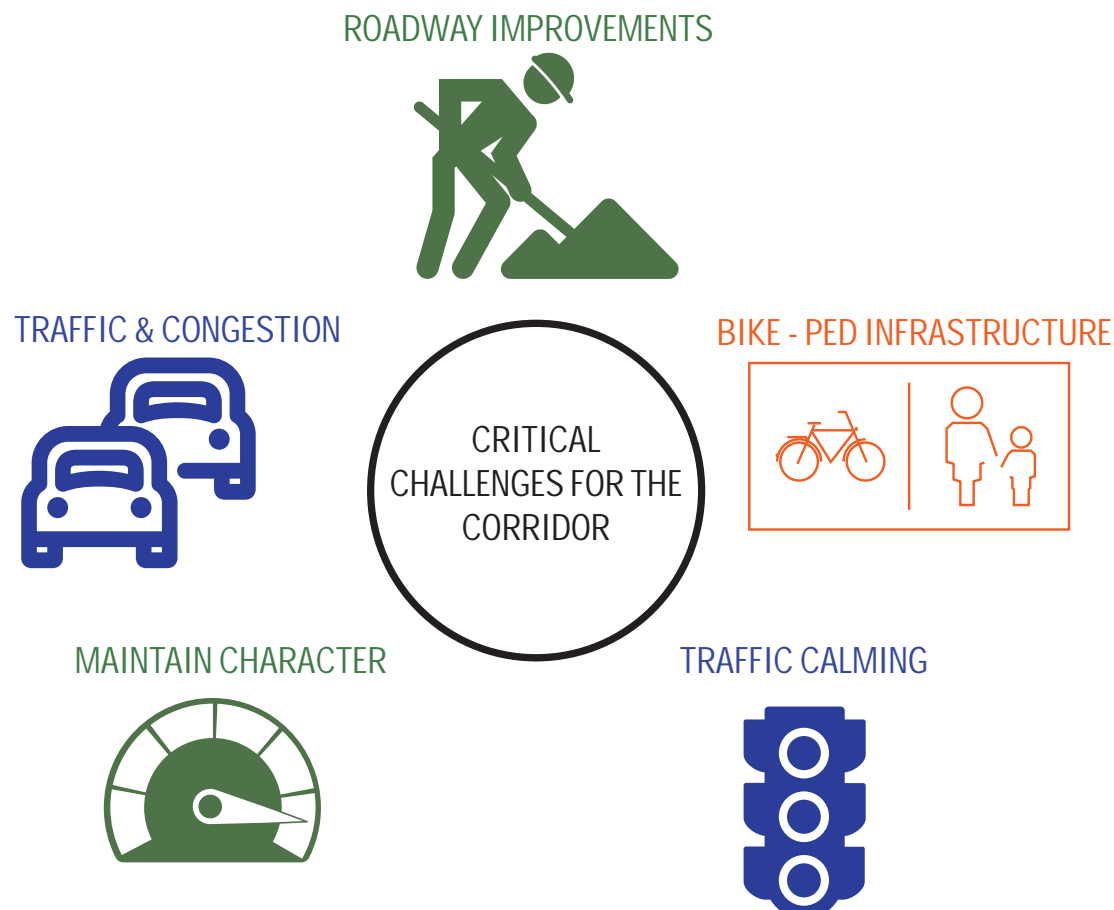 ROADWAY IMPROVEMENTS
TRAFFIC & CONGESTION
BIKE - PED INFRASTRUCTURE
CRITICAL
CHALLENGES FOR THE
CORRIDOR
MAINTAIN CHARACTER
TRAFFIC CALMING